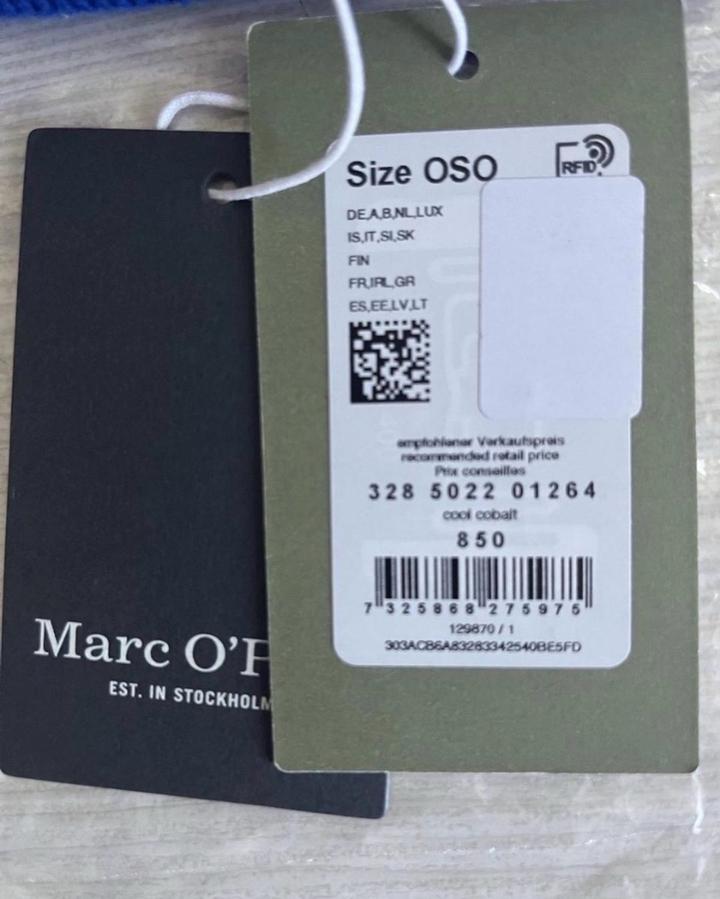 Size OSO
RFID
DE,A,B,NL,LUX
IS,IT,SI,SK
FIN
FR,IRL,GR
ES,EE,LV,LT
empfohlener Verkaufspreis
recommended retail price
Prix conseilles
328 5022 01264
cool cobalt
850
7 325868 275975
129870 / 1
303ACB6A83283342540BE5FD
Marc O'P
EST. IN STOCKHOLM